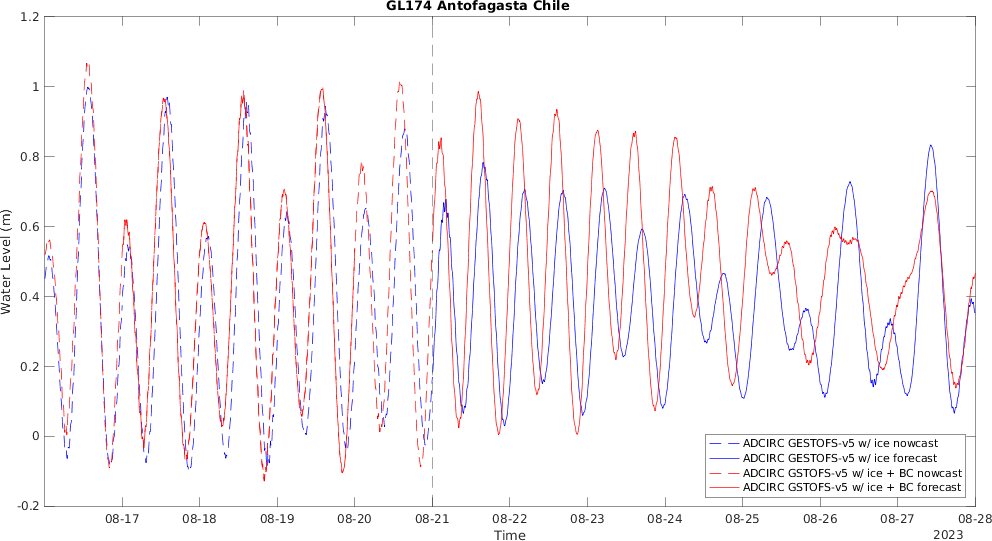 GL174 Antofagasta Chile
1.2
1
0.8
0.6
0.4
0.2
0
-0.2
Water Level (m)
ADCIRC GESTOFS-v5 w/ ice nowcast
ADCIRC GESTOFS-v5 w/ ice forecast
ADCIRC GSTOFS-v5 w/ ice + BC nowcast
ADCIRC GSTOFS-v5 w/ ice + BC forecast
08-17 08-18 08-19 08-20 08-21 08-22 08-23 08-24 08-25 08-26 08-27 08-28
Time
2023